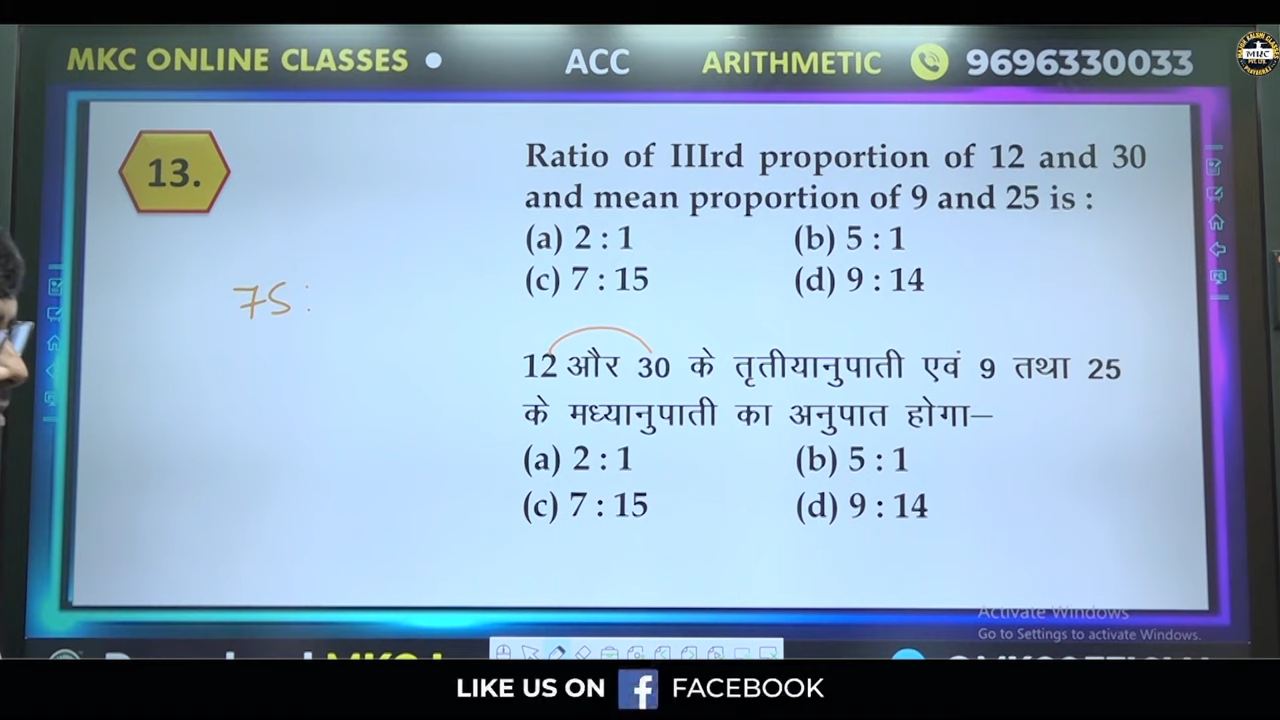 MKC ONLINE CLASSES • ACC ARITHMETIC 9696330033
MKC
13.
Ratio of IIIrd proportion of 12 and 30
and mean proportion of 9 and 25 is :
(a) 2 : 1 (b) 5 : 1
(c) 7 : 15 (d) 9 : 14
75 :
12 और 30 के तृतीयानुपाती एवं 9 तथा 25
के मध्यानुपाती का अनुपात होगा–
(a) 2 : 1 (b) 5 : 1
(c) 7 : 15 (d) 9 : 14
Activate Windows
Go to Settings to activate Windows.
LIKE US ON FACEBOOK